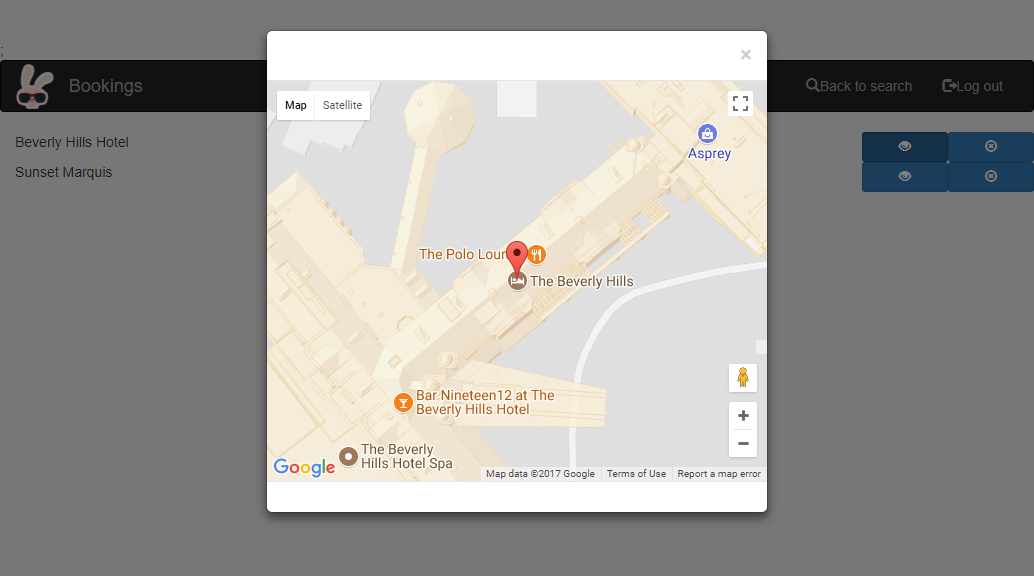 ;
Bookings
Back to search
Log out
Beverly Hills Hotel
Sunset Marquis
×
Map
Satellite
Asprey
The Polo Loun
The Beverly Hills
Bar Nineteen12 at The
Beverly Hills Hotel
The Beverly
Hills Hotel Spa
+
−
Google
Map data ©2017 Google
Terms of Use
Report a map error